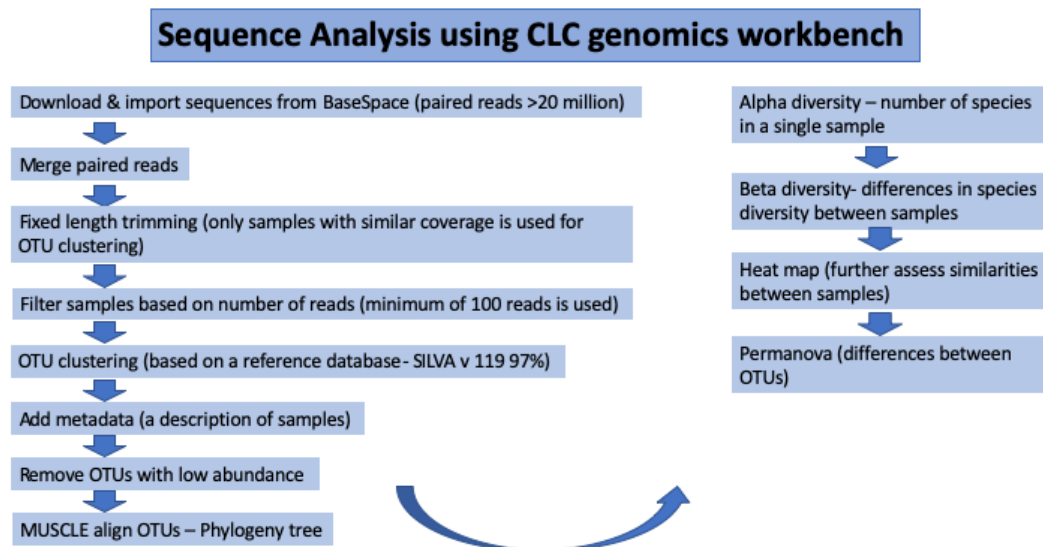 Sequence Analysis using CLC genomics workbench
Download & import sequences from BaseSpace (paired reads >20 million)
Merge paired reads
Fixed length trimming (only samples with similar coverage is used for
OTU clustering)
Filter samples based on number of reads (minimum of 100 reads is used)
OTU clustering (based on a reference database- SILVA v 119 97%)
Add metadata (a description of samples)
Remove OTUs with low abundance
MUSCLE align OTUs – Phylogeny tree
Alpha diversity – number of species
in a single sample
Beta diversity- differences in species
diversity between samples
Heat map (further assess similarities
between samples)
Permanova (differences between
OTUs)